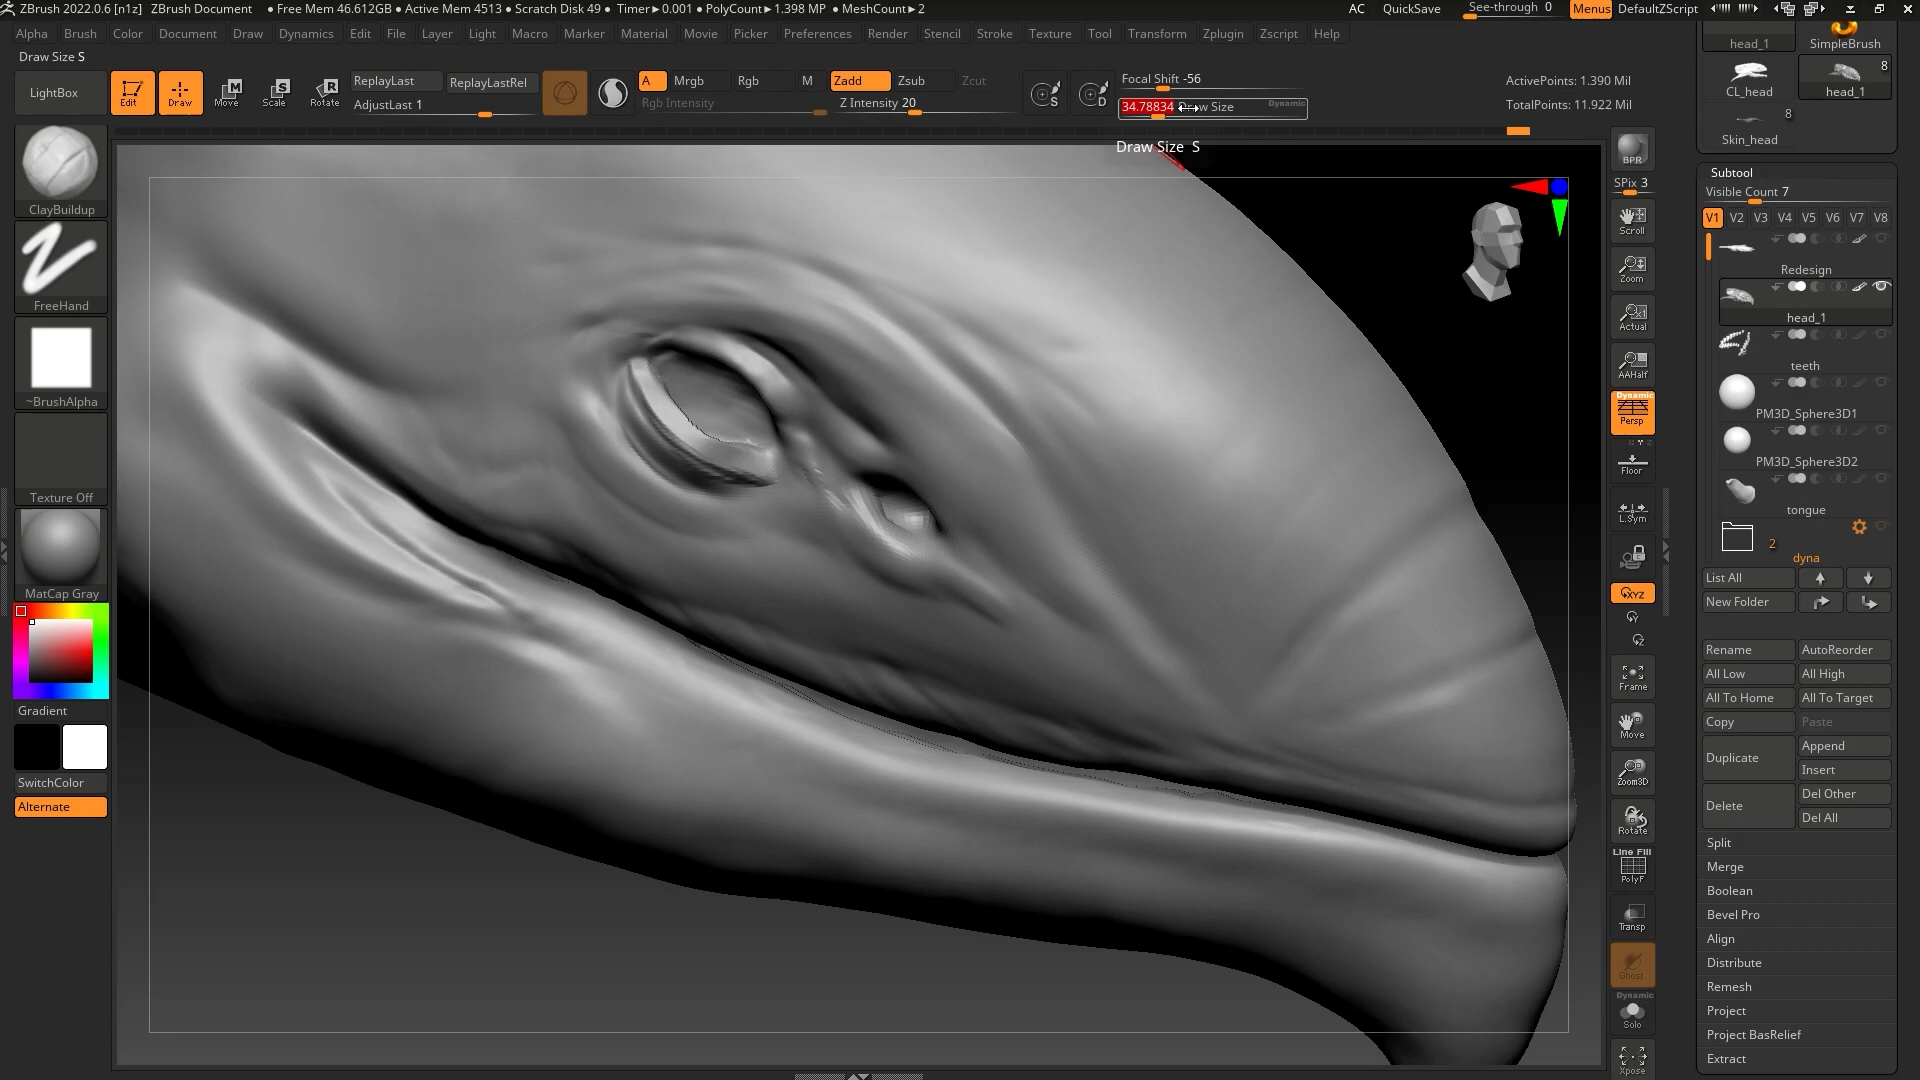 ZBrush 2022.0.6 [n1z] ZBrush Document ● Free Mem 46.612GB ● Active Mem 4513 ● Scratch Disk 49 ● Timer►0.001 ● PolyCount►1.398 MP ● MeshCount►2 AC QuickSave See-through 0 Menus DefaultZScript
Alpha Brush Color Document Draw Dynamics Edit File Layer Light Macro Marker Material Movie Picker Preferences Render Stencil Stroke Texture Tool Transform Zplugin Zscript Help
Draw Size S
LightBox
Edit
Draw
Move
Scale
Rotate
ReplayLast ReplayLastRel
AdjustLast 1
A Mrgb Rgb M Zadd Zsub Zcut
Rgb Intensity Z Intensity 20
S
D
Focal Shift -56
34.78834 Draw Size Dynamic
Draw Size S
ActivePoints: 1.390 Mil
TotalPoints: 11.922 Mil
ClayBuildup
FreeHand
~BrushAlpha
Texture Off
MatCap Gray
Gradient
SwitchColor
Alternate
BPR
SPix 3
Scroll
Zoom
Actual
AAHalf
Dynamic
Persp
Floor
L.Sym
XYZ
Frame
Move
Zoom3D
Rotate
Line Fill
PolyF
Transp
Ghost
Dynamic
Solo
Xpose
head_1 SimpleBrush
8
CL_head head_1
8
Skin_head
Subtool
Visible Count 7
V1 V2 V3 V4 V5 V6 V7 V8
Redesign
head_1
teeth
PM3D_Sphere3D1
PM3D_Sphere3D2
tongue
2
dyna
List All
New Folder
Rename AutoReorder
All Low All High
All To Home All To Target
Copy Paste
Duplicate Append
Insert
Delete Del Other
Del All
Split
Merge
Boolean
Bevel Pro
Align
Distribute
Remesh
Project
Project BasRelief
Extract